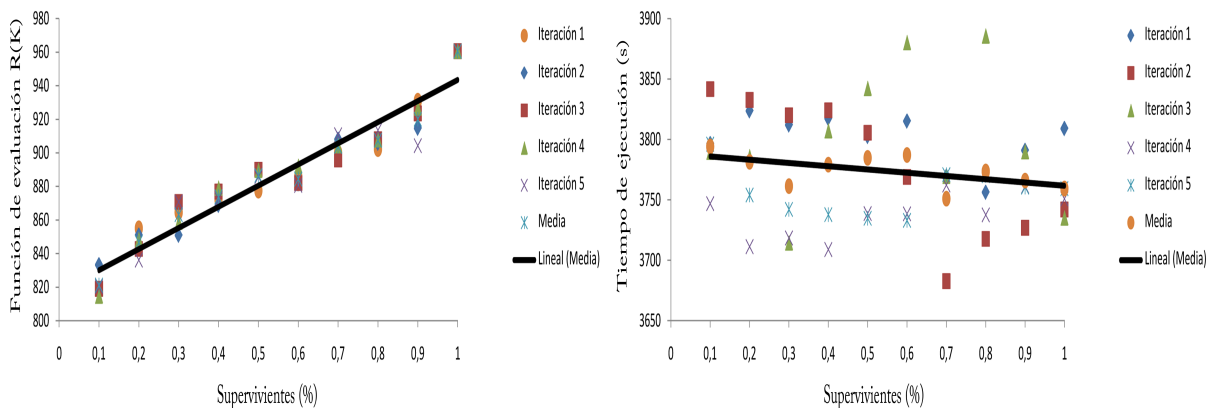 Función de evaluación R(K)
980
960
940
920
900
880
860
840
820
800
0
0,1
0,2
0,3
0,4
0,5
0,6
0,7
0,8
0,9
1
Supervivientes (%)
Iteración 1
Iteración 2
Iteración 3
Iteración 4
Iteración 5
Media
Lineal (Media)
Tiempo de ejecución (s)
3900
3850
3800
3750
3700
3650
0
0,1
0,2
0,3
0,4
0,5
0,6
0,7
0,8
0,9
1
Supervivientes (%)
Iteración 1
Iteración 2
Iteración 3
Iteración 4
Iteración 5
Media
Lineal (Media)